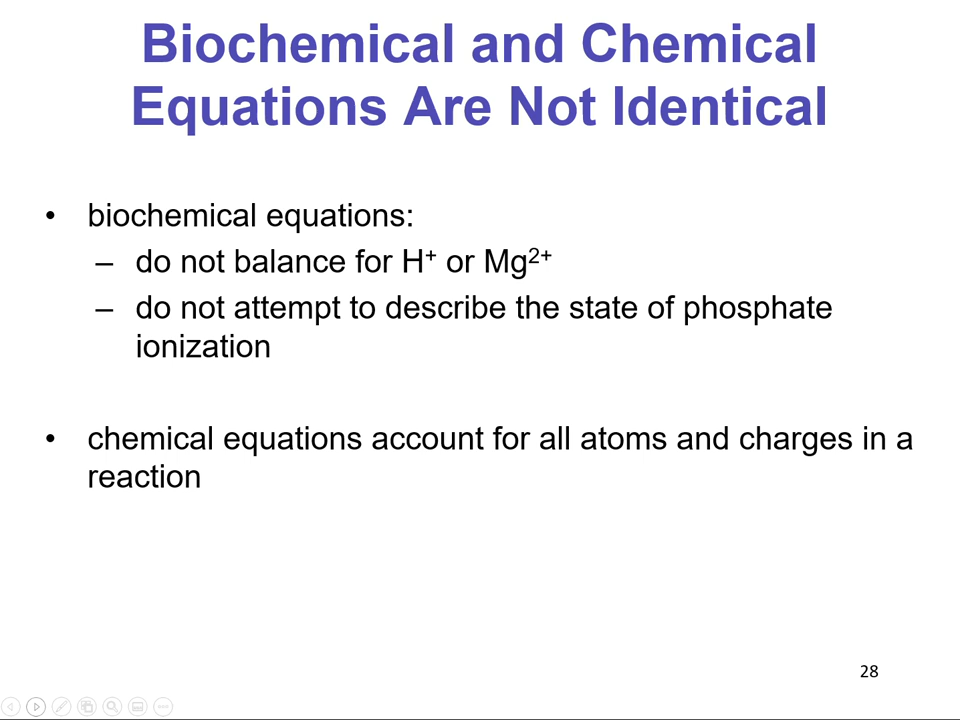 Biochemical and Chemical
Equations Are Not Identical
• biochemical equations:
– do not balance for H⁺ or Mg²⁺
– do not attempt to describe the state of phosphate
ionization
• chemical equations account for all atoms and charges in a
reaction
28